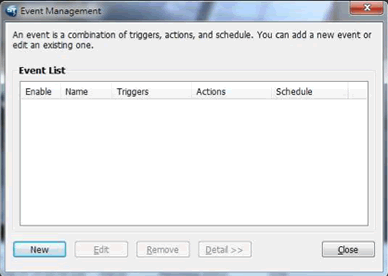 Event Management
An event is a combination of triggers, actions, and schedule. You can add a new event or
edit an existing one.
Event List
Enable Name Triggers Actions Schedule
New Edit Remove Detail >> Close